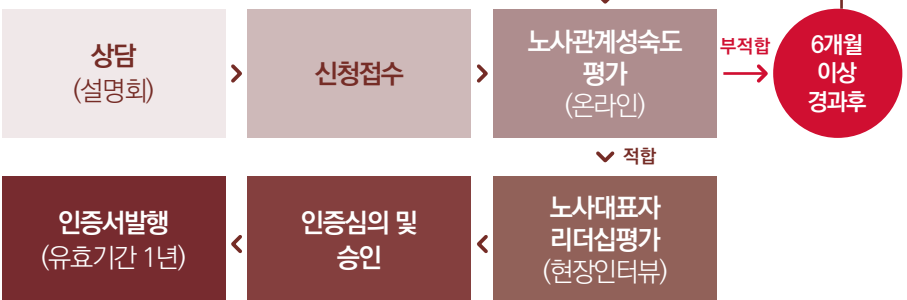 상담
(설명회)
신청접수
노사관계성숙도
평가
(온라인)
부적합
6개월
이상
경과후
적합
노사대표자
리더십평가
(현장인터뷰)
인증심의 및
승인
인증서발행
(유효기간 1년)